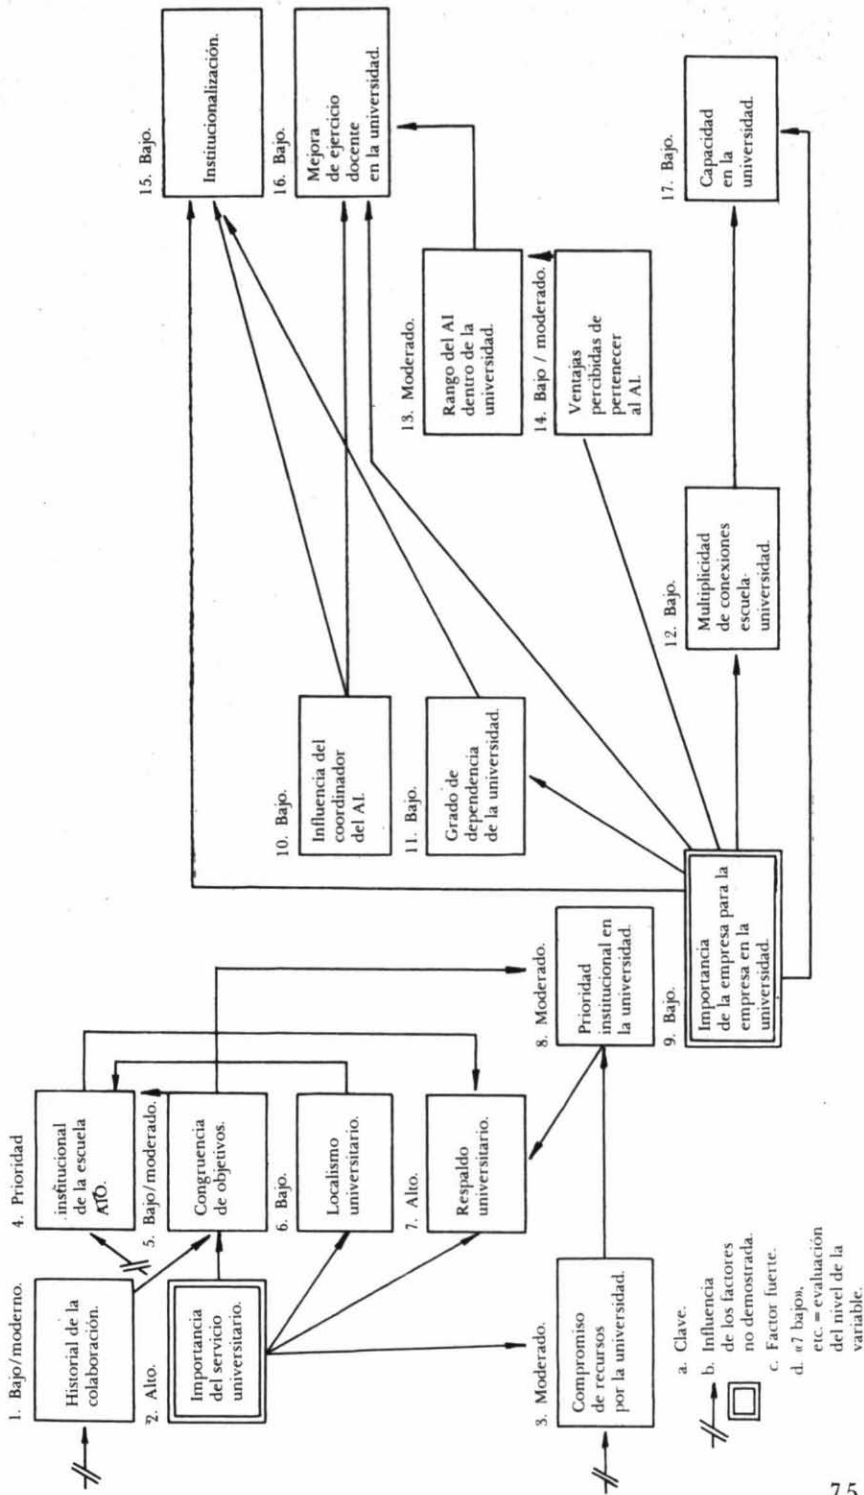 1. Bajo/moderno.
Historial de la
colaboración.
2. Alto.
Importancia
del servicio
universitario.
3. Moderado.
Compromiso
de recursos
por la universidad.
4. Prioridad
.institucional
de la escuela
ATO.
5. Bajo/moderado.
Congruencia
de objetivos.
6. Bajo.
Localismo
universitario.
7. Alto.
Respaldo
universitario.
8. Moderado.
Prioridad
institucional en
la universidad.
9. Bajo.
Importancia
de la empresa para la
empresa en la
universidad.
10. Bajo.
Influencia del
coordinador
del AI.
11. Bajo.
Grado de
dependencia
de la universidad.
12. Bajo.
Multiplicidad
de conexiones
escuela-
universidad.
13. Moderado.
Rango del AI
dentro de la
universidad.
14. Bajo / moderado.
Ventajas
percibidas de
pertenecer
al AI.
15. Bajo.
Institucionalización.
16. Bajo.
Mejora
de ejercicio
docente
en la universidad.
17. Bajo.
Capacidad
en la
universidad.
a. Clave.
b. Influencia
de los factores
no demostrada.
c. Factor fuerte.
d. «7 bajo».
etc. = evaluación
del nivel de la
variable.
75